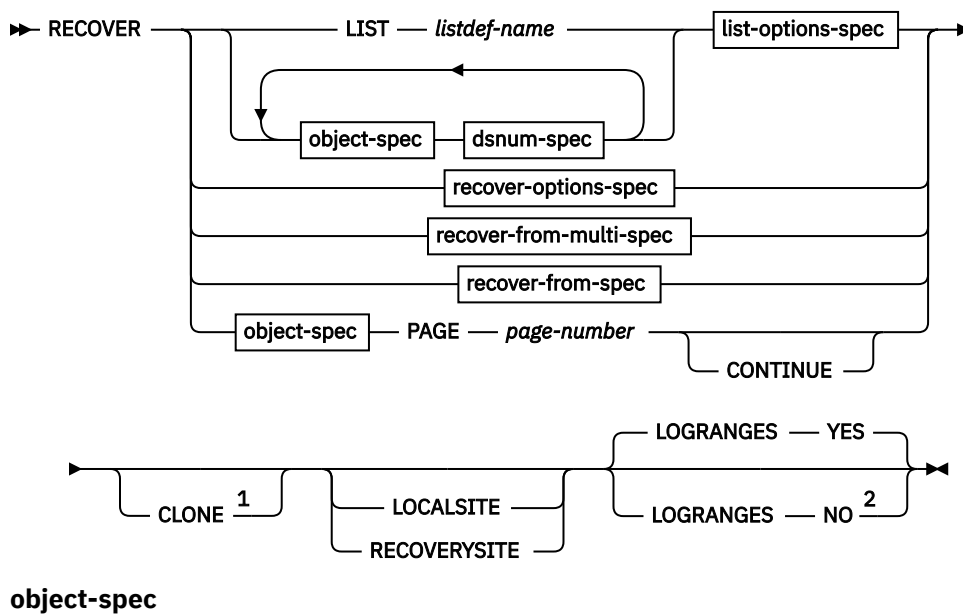 RECOVER LIST listdef-name list-options-spec
object-spec dsnum-spec
recover-options-spec
recover-from-multi-spec
recover-from-spec
object-spec PAGE page-number
CONTINUE
LOGRANGES YES
CLONE 1 LOCALSITE LOGRANGES NO 2
RECOVERYSITE
object-spec